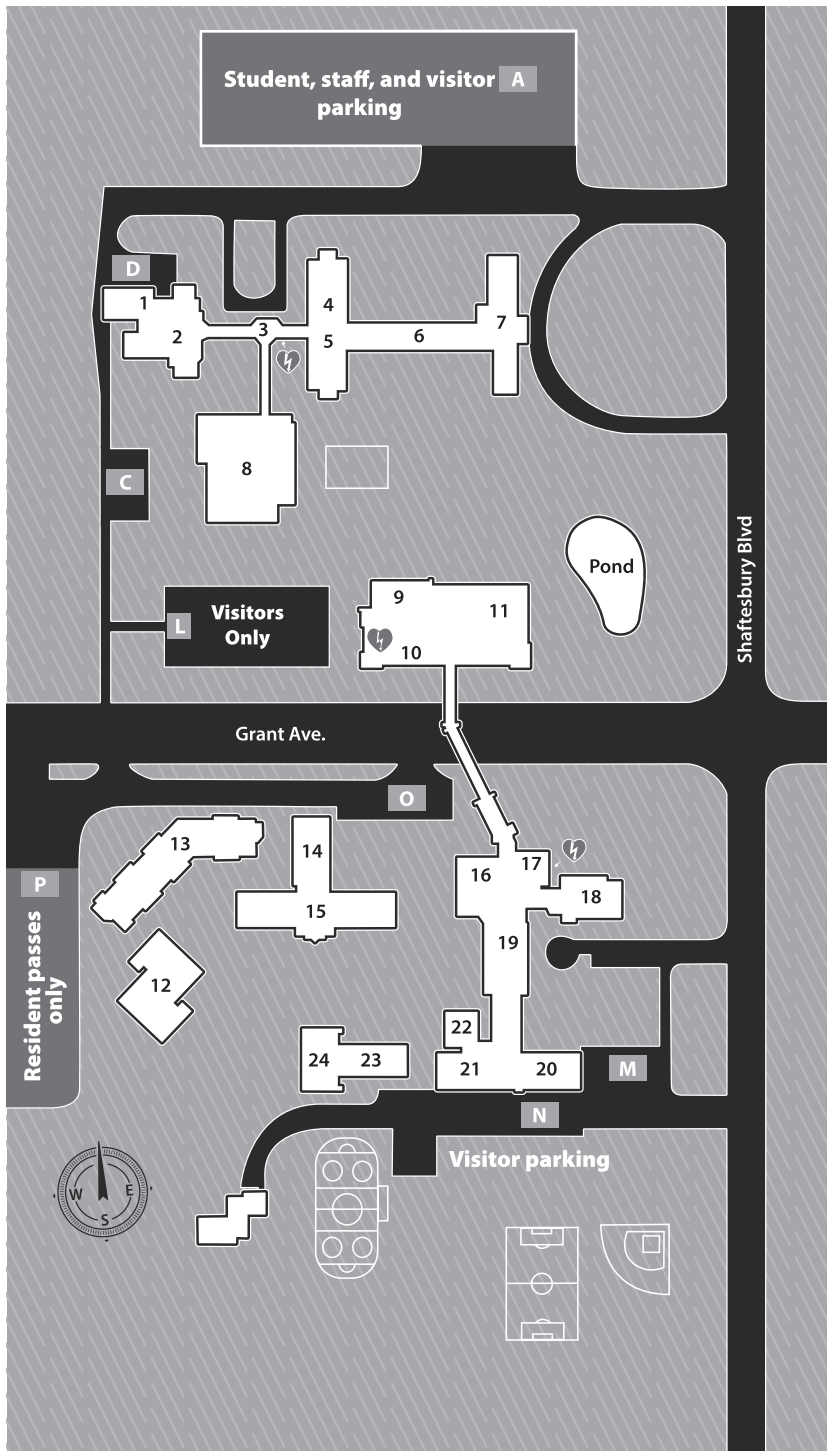 Student, staff, and visitor A
parking
D
1
2
3
4
5
6
7
C
8
Pond
Shaftesbury Blvd
L
Visitors
Only
9
10
11
Grant Ave.
O
13
14
15
P
Resident passes
only
12
16
17
18
19
22
21
20
24
23
M
N
Visitor parking
W
E
S